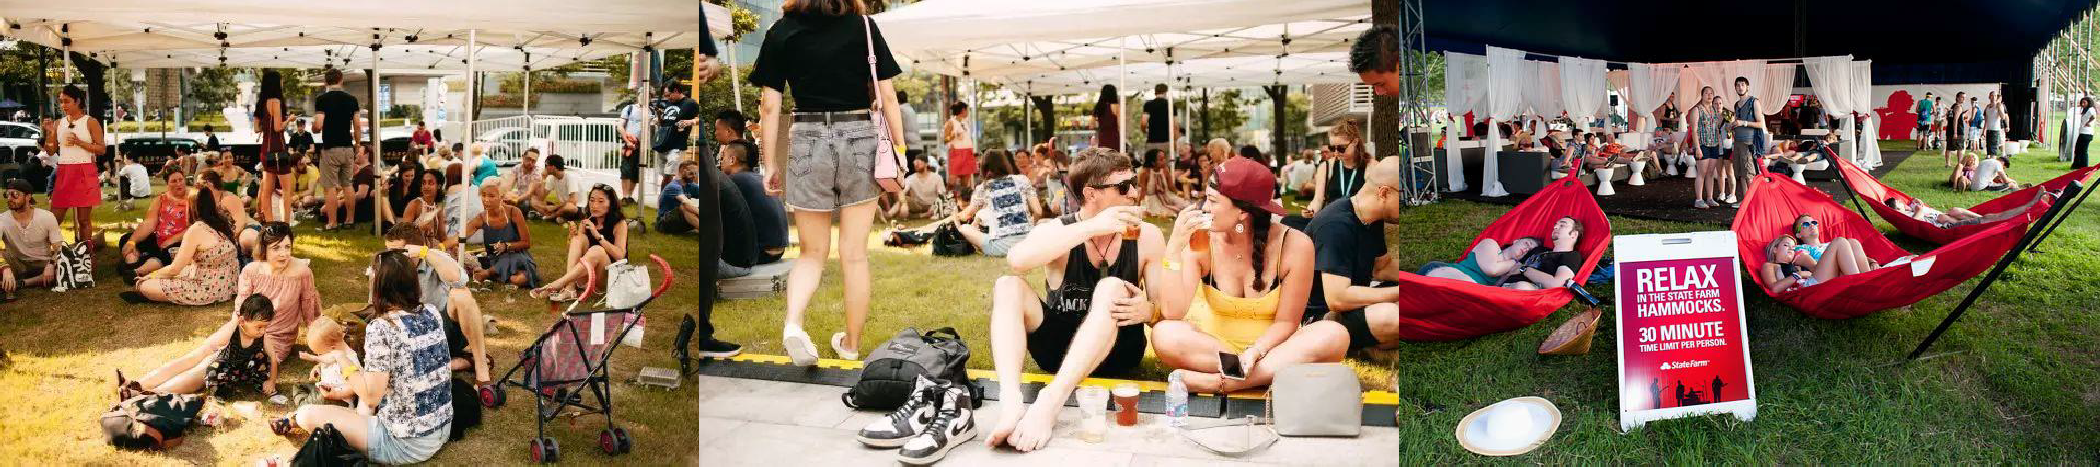 RELAX
IN THE STATE FARM
HAMMOCKS.
30 MINUTE
TIME LIMIT PER PERSON.
StateFarm